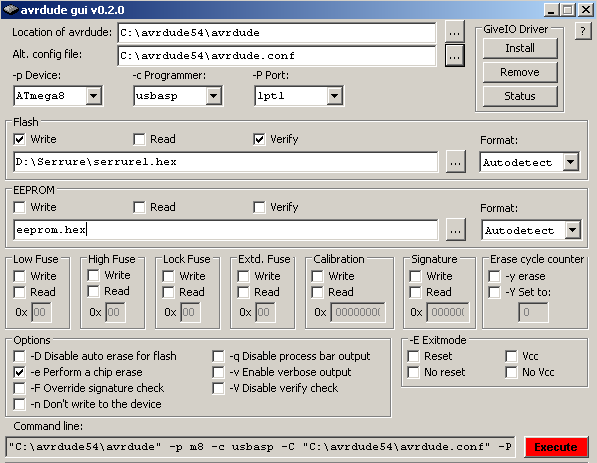 avrdude gui v0.2.0
Location of avrdude: C:\avrdude54\avrdude ... GiveIO Driver ?
Alt. config file: C:\avrdude54\avrdude.conf ... Install
-p Device: -c Programmer: -P Port: Remove
ATmega8 usbasp lpt1 Status
Flash
Write Read Verify Format:
D:\Serrure\serrure1.hex ... Autodetect
EEPROM
Write Read Verify Format:
eeprom.hex ... Autodetect
Low Fuse High Fuse Lock Fuse Extd. Fuse Calibration Signature Erase cycle counter
Write Write Write Write Write Write -y erase
Read Read Read Read Read Read -Y Set to:
0x 00 0x 00 0x 00 0x 00 0x 0000000 0x 000000 0
Options -E Exitmode
-D Disable auto erase for flash -q Disable process bar output Reset Vcc
-e Perform a chip erase -v Enable verbose output No reset No Vcc
-F Override signature check -V Disable verify check
-n Don't write to the device
Command line:
"C:\avrdude54\avrdude" -p m8 -c usbasp -C "C:\avrdude54\avrdude.conf" -P Execute